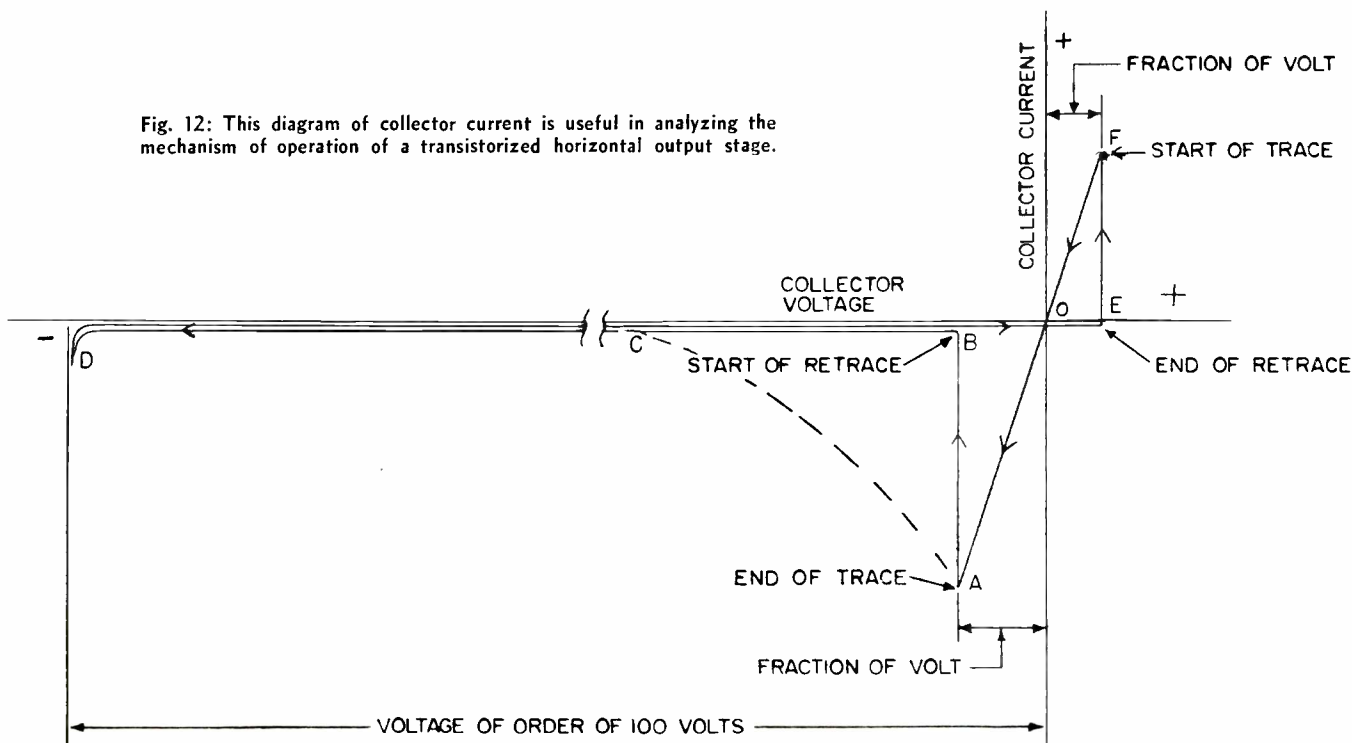 Fig. 12: This diagram of collector current is useful in analyzing the
mechanism of operation of a transistorized horizontal output stage.
COLLECTOR CURRENT
+
FRACTION OF VOLT
F
START OF TRACE
COLLECTOR
VOLTAGE
O
E
+
-
D
C
B
START OF RETRACE
END OF RETRACE
END OF TRACE
A
FRACTION OF VOLT
VOLTAGE OF ORDER OF 100 VOLTS